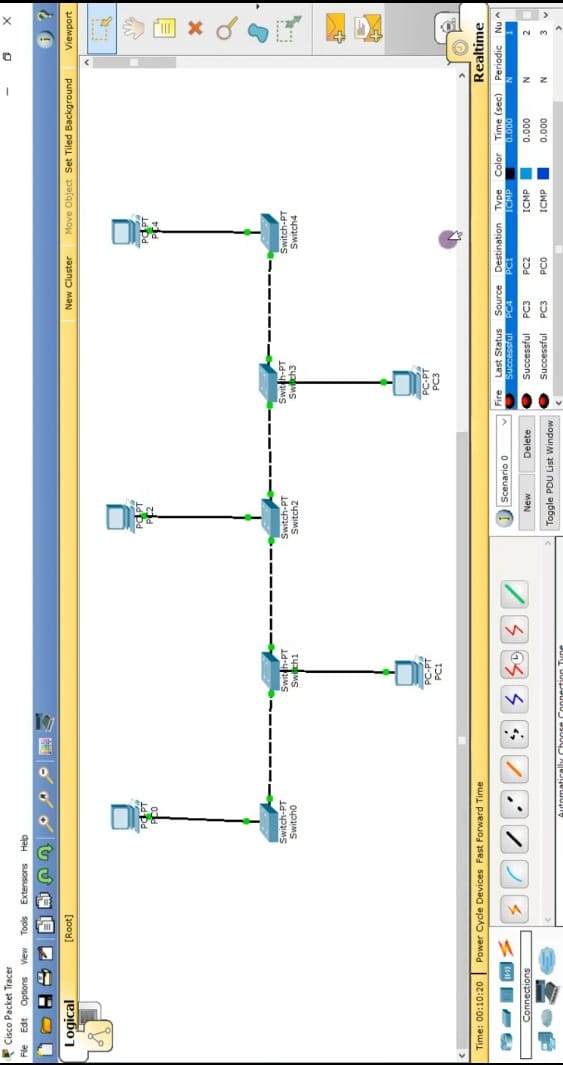 Cisco Packet Tracer
File Edit Options View Tools Extensions Help
?
Logical
[Root]
New Cluster
Move Object
Set Tiled Background
Viewport
PC-PT
PC0
PC-PT
PC2
PC-PT
PC4
Switch-PT
Switch0
Switch-PT
Switch1
Switch-PT
Switch2
Switch-PT
Switch3
Switch-PT
Switch4
PC-PT
PC1
PC-PT
PC3
Time: 00:10:20
Power Cycle Devices Fast Forward Time
Realtime
Connections
Automatically Choose Connection Type
Scenario 0
New
Delete
Toggle PDU List Window
Fire Last Status Source Destination Type Color Time (sec) Periodic Nu
Successful PC4 PC1 ICMP 0.000 N 1
Successful PC3 PC2 ICMP 0.000 N 2
Successful PC3 PC0 ICMP 0.000 N 3